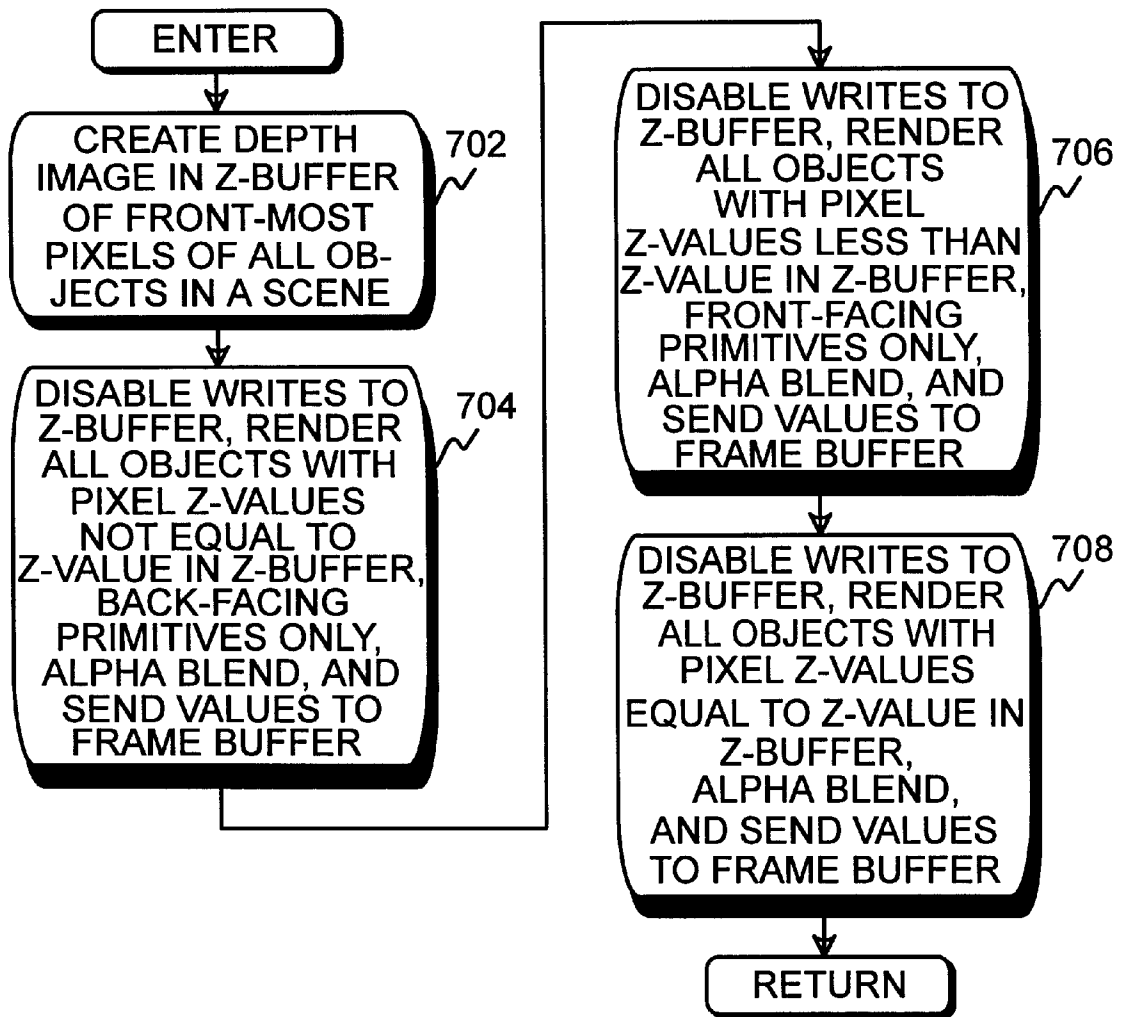 ENTER
CREATE DEPTH
IMAGE IN Z-BUFFER
OF FRONT-MOST
PIXELS OF ALL OB-
JECTS IN A SCENE
702
DISABLE WRITES TO
Z-BUFFER, RENDER
ALL OBJECTS WITH
PIXEL Z-VALUES
NOT EQUAL TO
Z-VALUE IN Z-BUFFER,
BACK-FACING
PRIMITIVES ONLY,
ALPHA BLEND, AND
SEND VALUES TO
FRAME BUFFER
704
DISABLE WRITES TO
Z-BUFFER, RENDER
ALL OBJECTS
WITH PIXEL
Z-VALUES LESS THAN
Z-VALUE IN Z-BUFFER,
FRONT-FACING
PRIMITIVES ONLY,
ALPHA BLEND, AND
SEND VALUES TO
FRAME BUFFER
706
DISABLE WRITES TO
Z-BUFFER, RENDER
ALL OBJECTS WITH
PIXEL Z-VALUES
EQUAL TO Z-VALUE IN
Z-BUFFER,
ALPHA BLEND,
AND SEND VALUES
TO FRAME BUFFER
708
RETURN